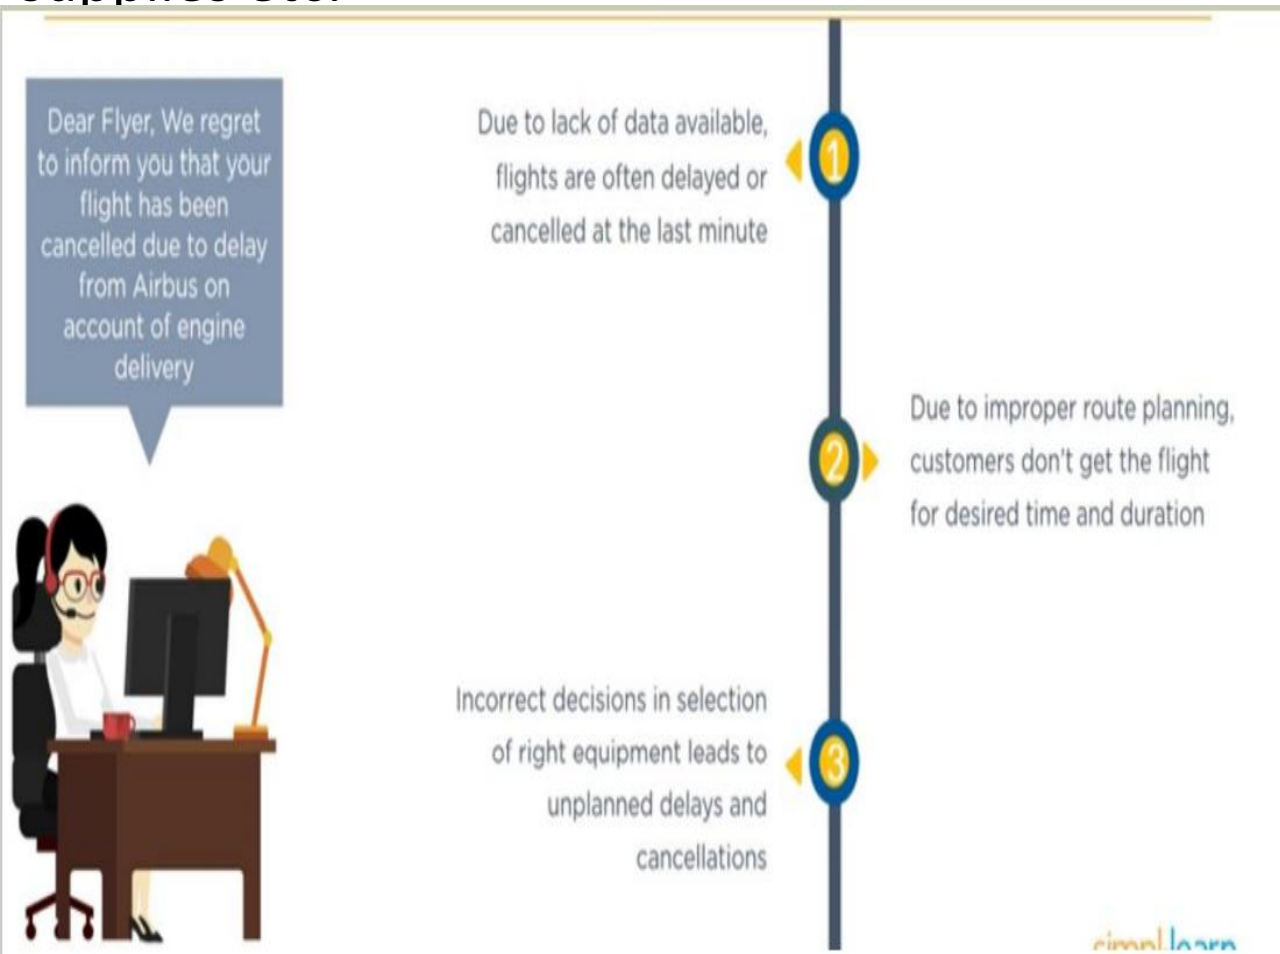 Dear Flyer, We regret
to inform you that your
flight has been
cancelled due to delay
from Airbus on
account of engine
delivery
Due to lack of data available,
flights are often delayed or
cancelled at the last minute
1
2
Due to improper route planning,
customers don't get the flight
for desired time and duration
Incorrect decisions in selection
of right equipment leads to
unplanned delays and
cancellations
3
simplilearn